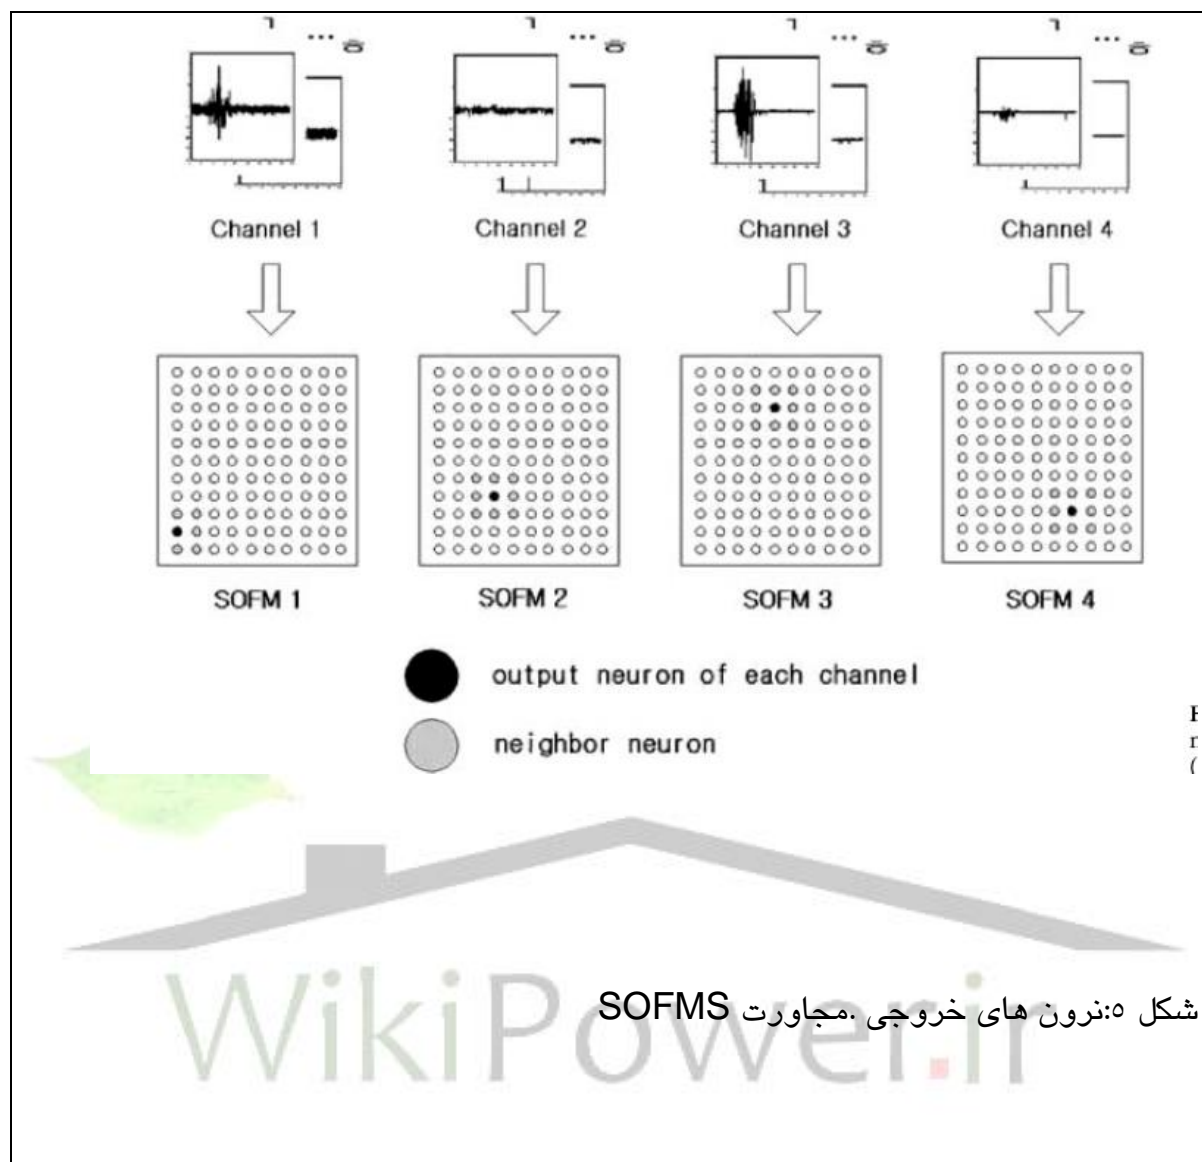 ㄱ ... ㅎ ㄱ ... ㅎ ㄱ ... ㅎ ㄱ ... ㅎ
Channel 1 Channel 2 Channel 3 Channel 4
SOFM 1 SOFM 2 SOFM 3 SOFM 4
output neuron of each channel
neighbor neuron
شکل ٥:نرون های خروجی .مجاورت SOFMS
WikiPower.ir